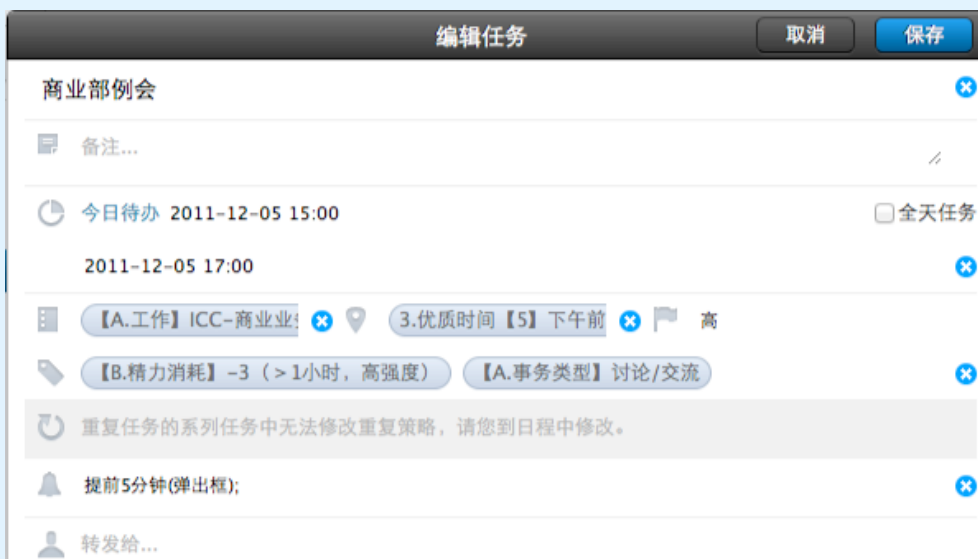 编辑任务 取消 保存
商业部例会
备注...
今日待办 2011-12-05 15:00 全天任务
2011-12-05 17:00
【A.工作】ICC-商业业 3.优质时间【5】下午前 高
【B.精力消耗】-3（>1小时，高强度） 【A.事务类型】讨论/交流
重复任务的系列任务中无法修改重复策略，请您到日程中修改。
提前5分钟(弹出框);
转发给...